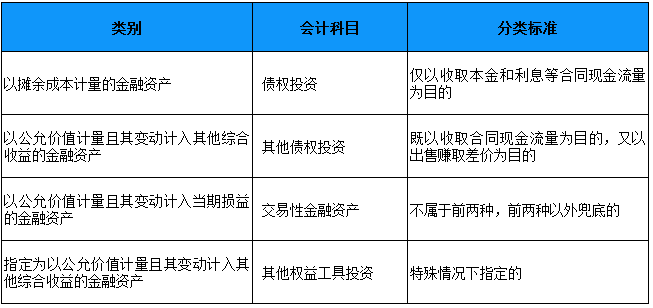 类别
会计科目
分类标准
以摊余成本计量的金融资产
债权投资
仅以收取本金和利息等合同现金流量
为目的
以公允价值计量且其变动计入其他综合
收益的金融资产
其他债权投资
既以收取合同现金流量为目的，又以
出售赚取差价为目的
以公允价值计量且其变动计入当期损益
的金融资产
交易性金融资产
不属于前两种，前两种以外兜底的
指定为以公允价值计量且其变动计入其
他综合收益的金融资产
其他权益工具投资
特殊情况下指定的